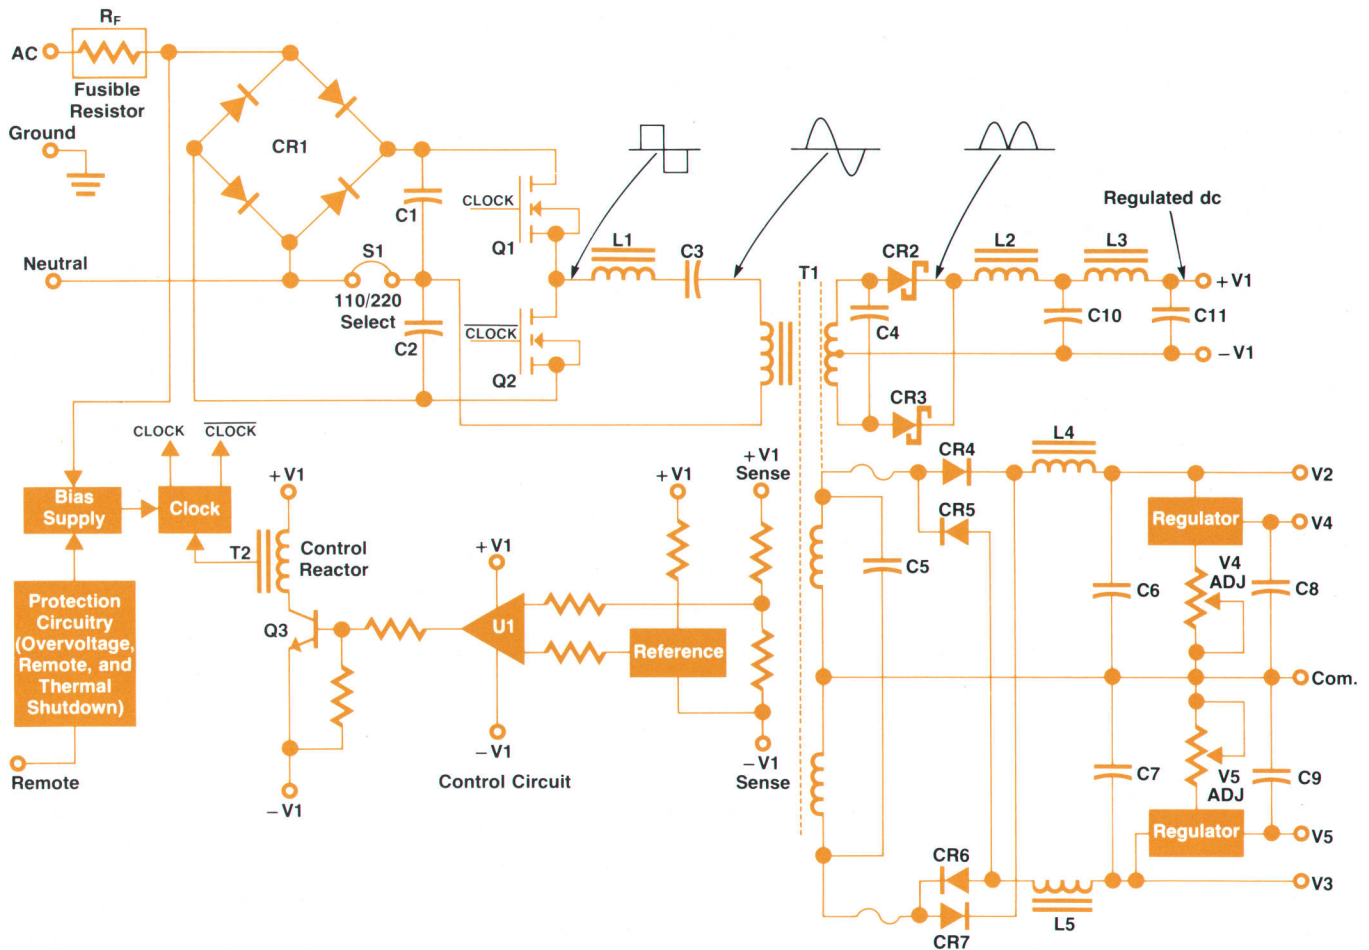 R_F
AC
Fusible
Resistor
Ground
CR1
Neutral
S1
110/220
Select
C1
C2
CLOCK
Q1
CLOCK
Q2
L1
C3
T1
CR2
C4
CR3
L2
L3
Regulated dc
C10
C11
+V1
−V1
CLOCK
CLOCK
Bias
Supply
Clock
+V1
T2
Control
Reactor
Q3
−V1
Protection
Circuitry
(Overvoltage,
Remote, and
Thermal
Shutdown)
Remote
+V1
U1
−V1
Control Circuit
+V1
Reference
+V1
Sense
−V1
Sense
CR4
CR5
L4
C5
C6
C7
V2
Regulator
V4
V4
ADJ
C8
Com.
V5
ADJ
C9
Regulator
V5
V3
CR6
CR7
L5